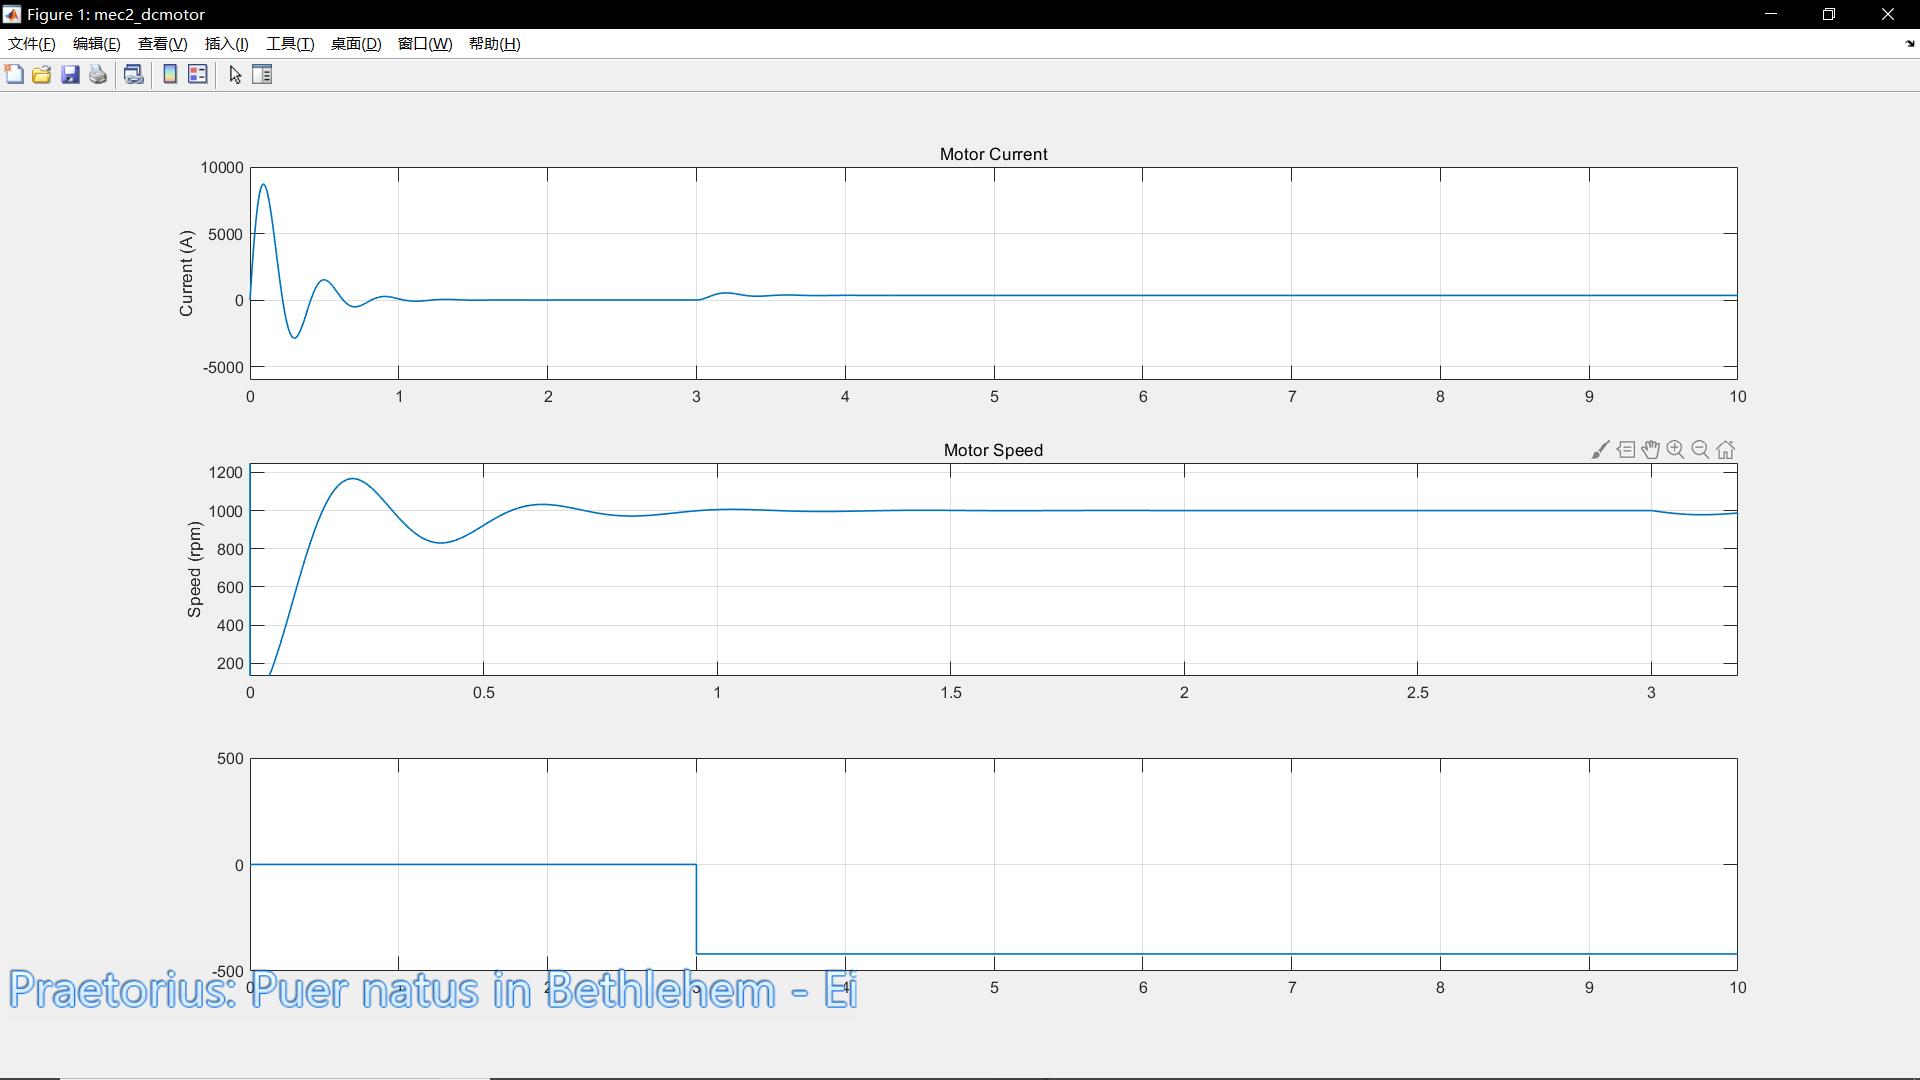 Figure 1: mec2_dcmotor
文件(F) 编辑(E) 查看(V) 插入(I) 工具(T) 桌面(D) 窗口(W) 帮助(H)
Motor Current
10000
5000
0
-5000
Current (A)
0 1 2 3 4 5 6 7 8 9 10
Motor Speed
1200
1000
800
600
400
200
Speed (rpm)
0 0.5 1 1.5 2 2.5 3
500
0
-500
0 2 3 4 5 6 7 8 9 10
Praetorius: Puer natus in Bethlehem - Ei